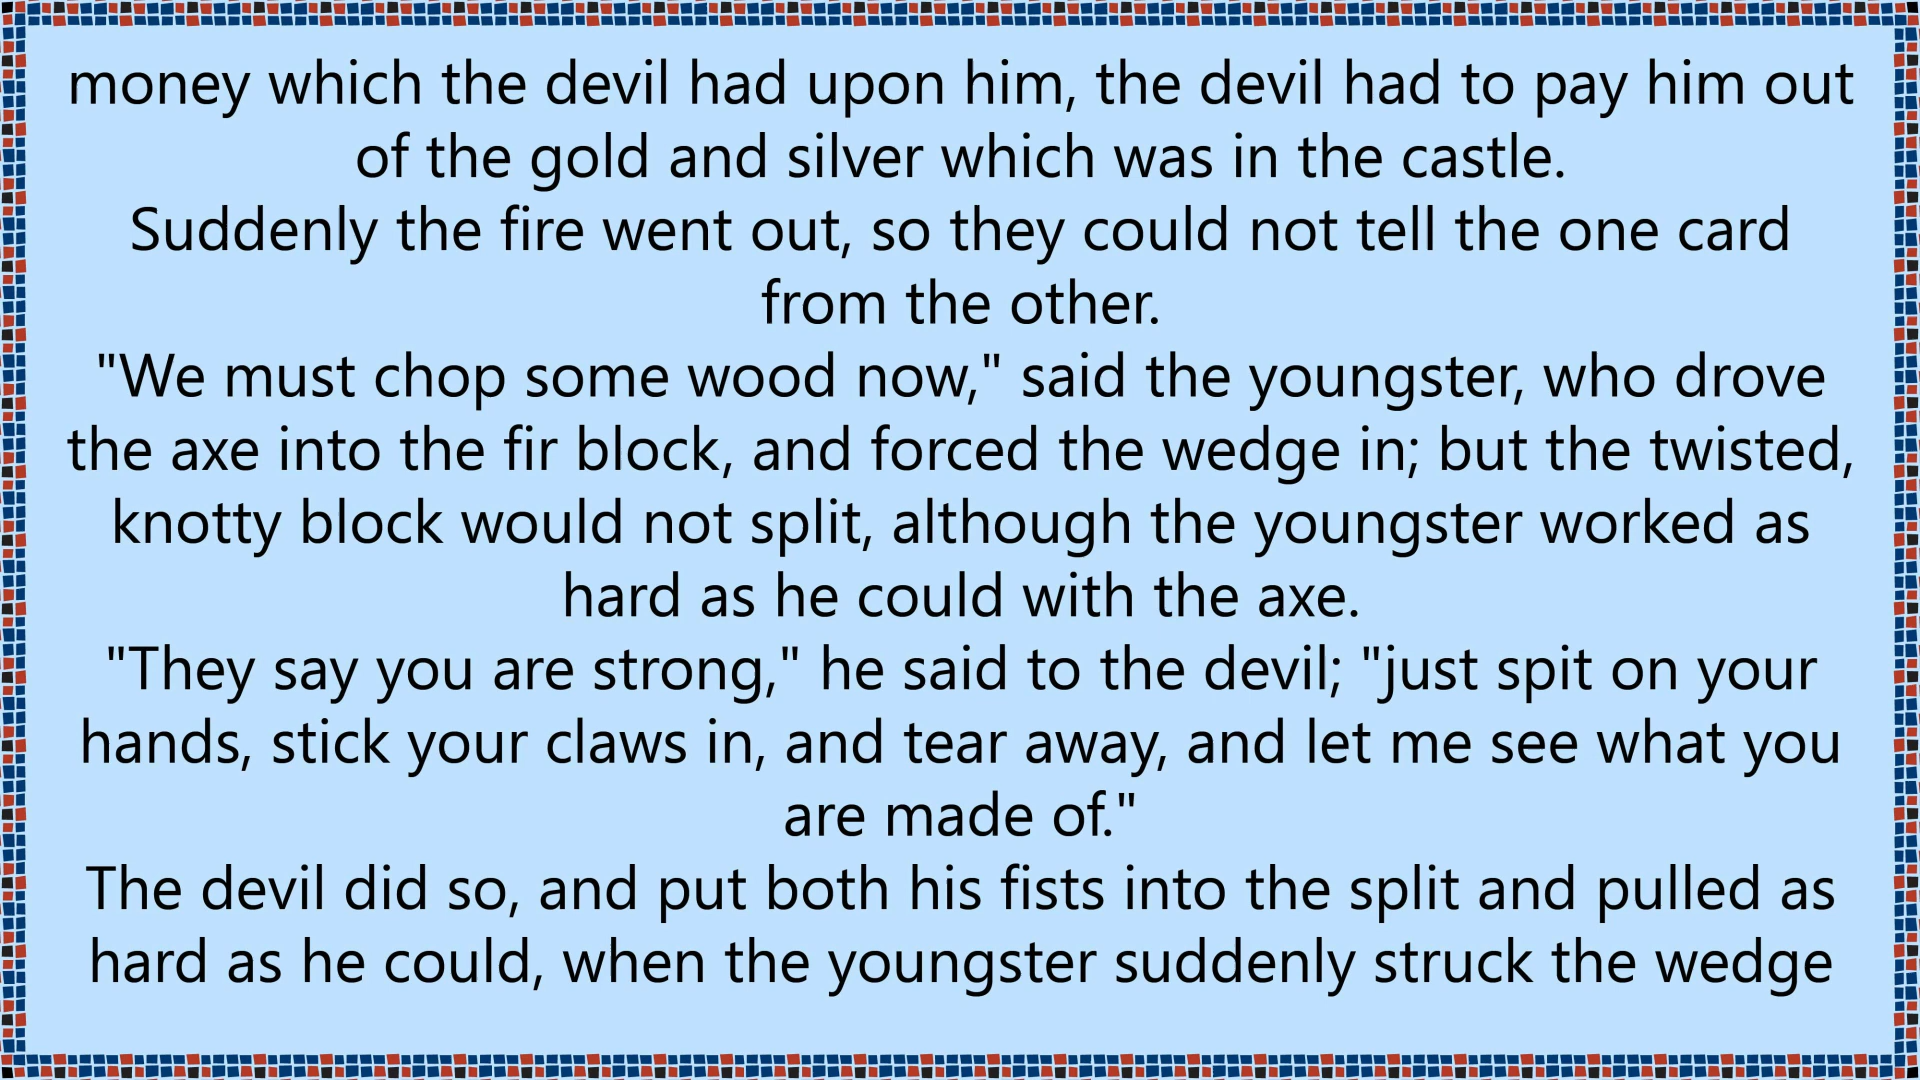 money which the devil had upon him, the devil had to pay him out
of the gold and silver which was in the castle.
Suddenly the fire went out, so they could not tell the one card
from the other.
"We must chop some wood now," said the youngster, who drove
the axe into the fir block, and forced the wedge in; but the twisted,
knotty block would not split, although the youngster worked as
hard as he could with the axe.
"They say you are strong," he said to the devil; "just spit on your
hands, stick your claws in, and tear away, and let me see what you
are made of."
The devil did so, and put both his fists into the split and pulled as
hard as he could, when the youngster suddenly struck the wedge